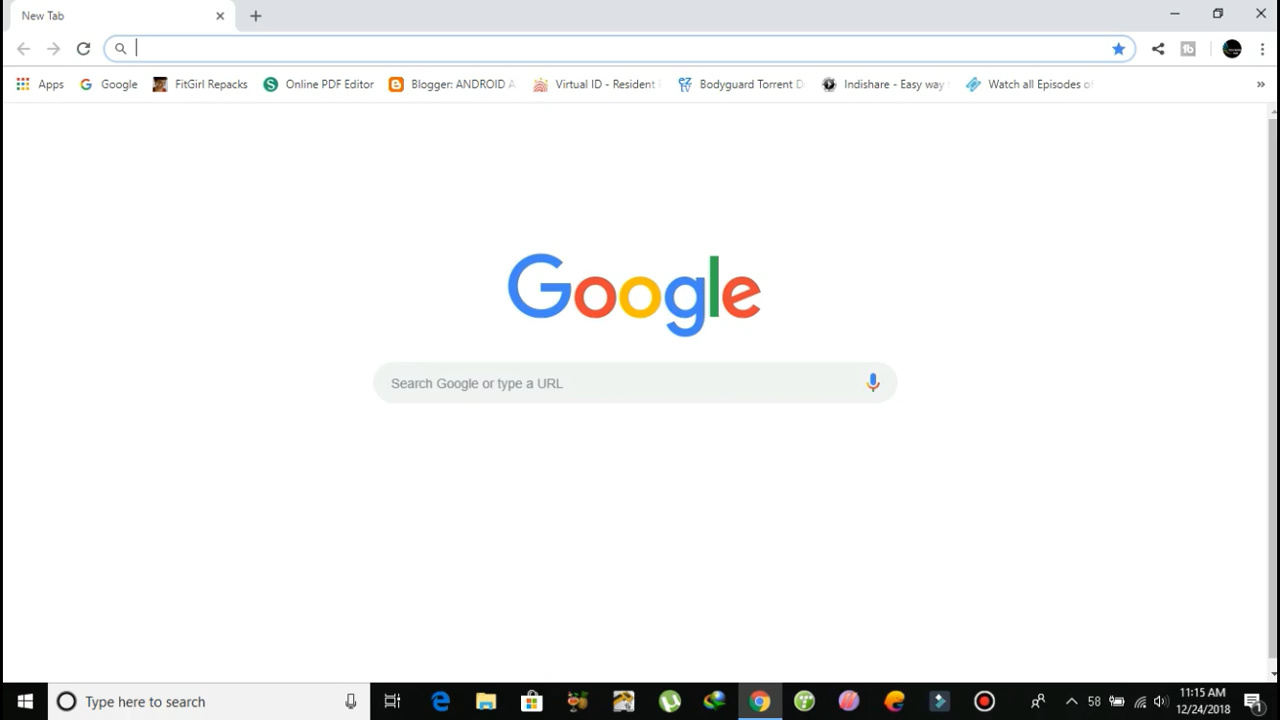 New Tab
Apps
Google
FitGirl Repacks
Online PDF Editor
Blogger: ANDROID A
Virtual ID - Resident
Bodyguard Torrent D
Indishare - Easy way
Watch all Episodes of
Google
Search Google or type a URL
Type here to search
58
11:15 AM
12/24/2018
1